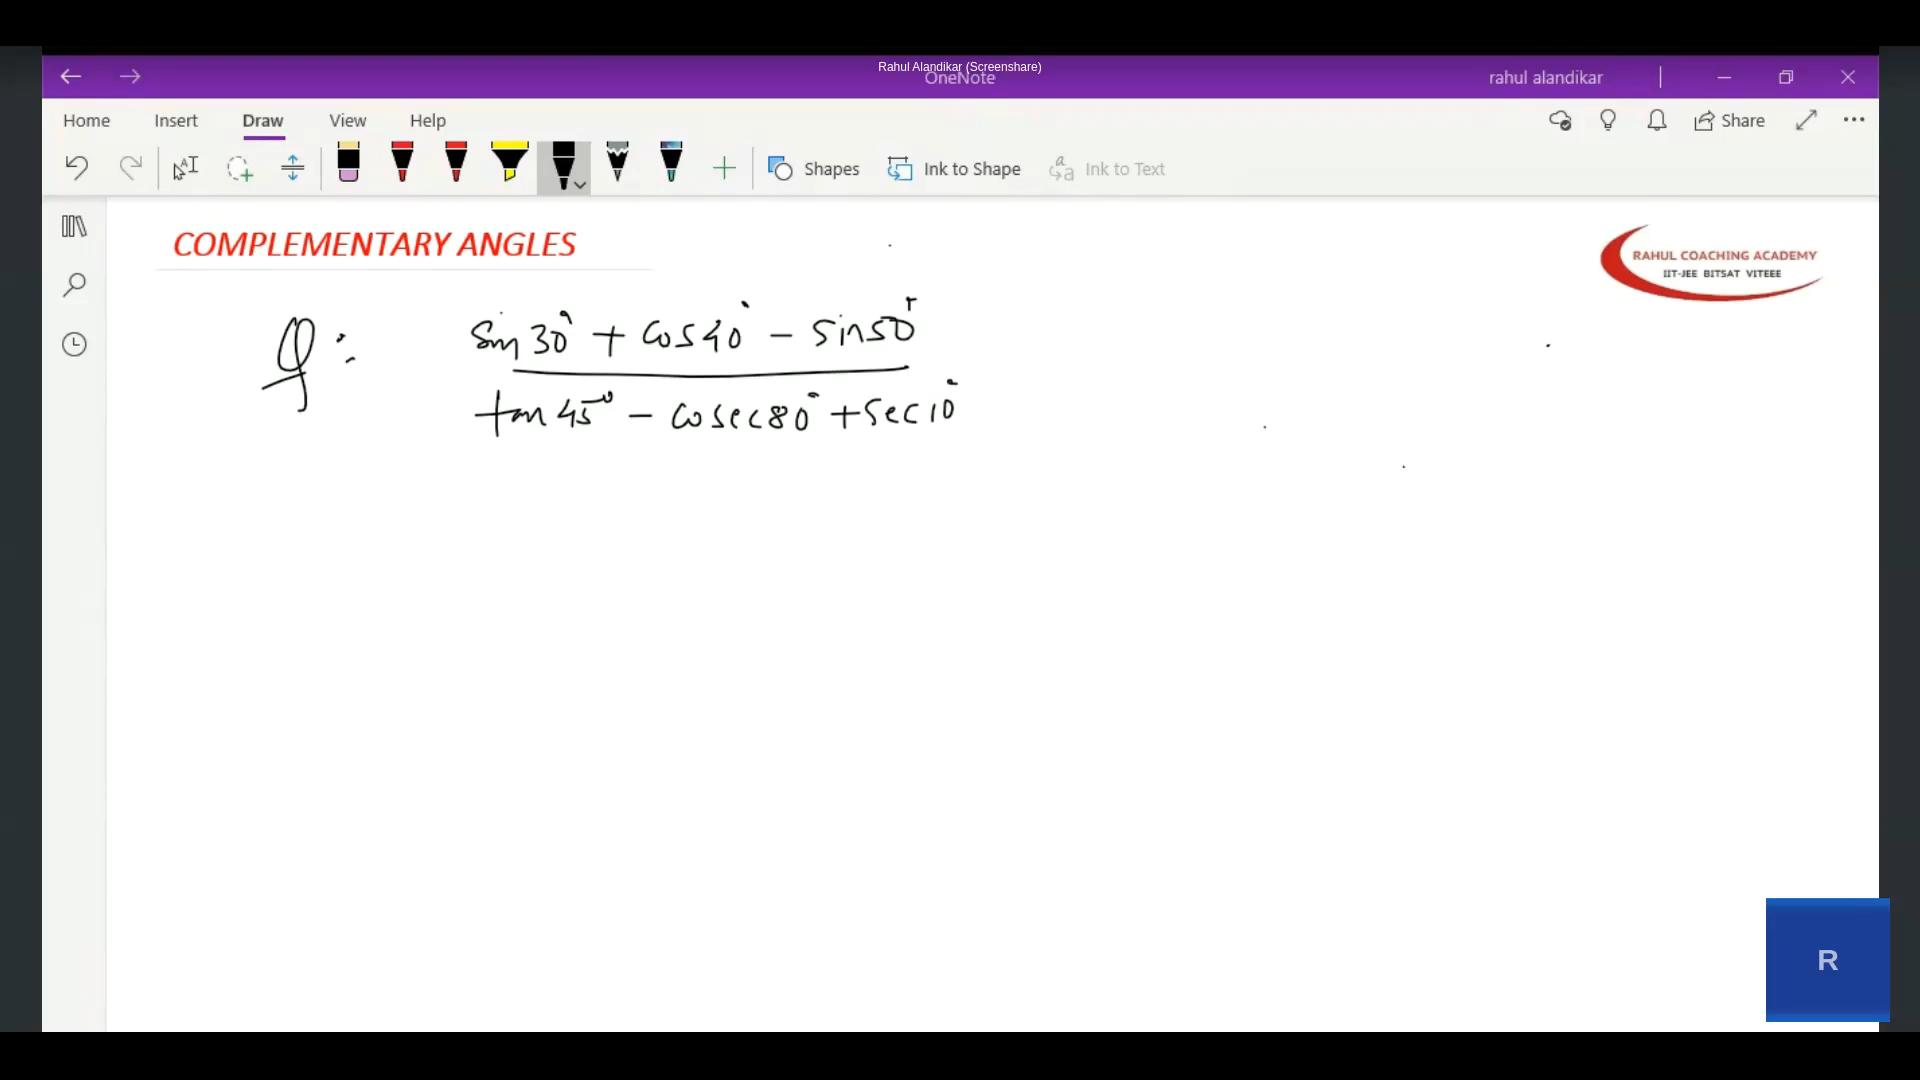 Rahul Alandikar (Screenshare)
OneNote
rahul alandikar
Home Insert Draw View Help
Share
Shapes Ink to Shape Ink to Text
COMPLEMENTARY ANGLES
RAHUL COACHING ACADEMY
IIT-JEE BITSAT VITEEE
Q: sin 30° + cos 40° - sin 50°
tan 45° - cosec 80° + sec 10°
R